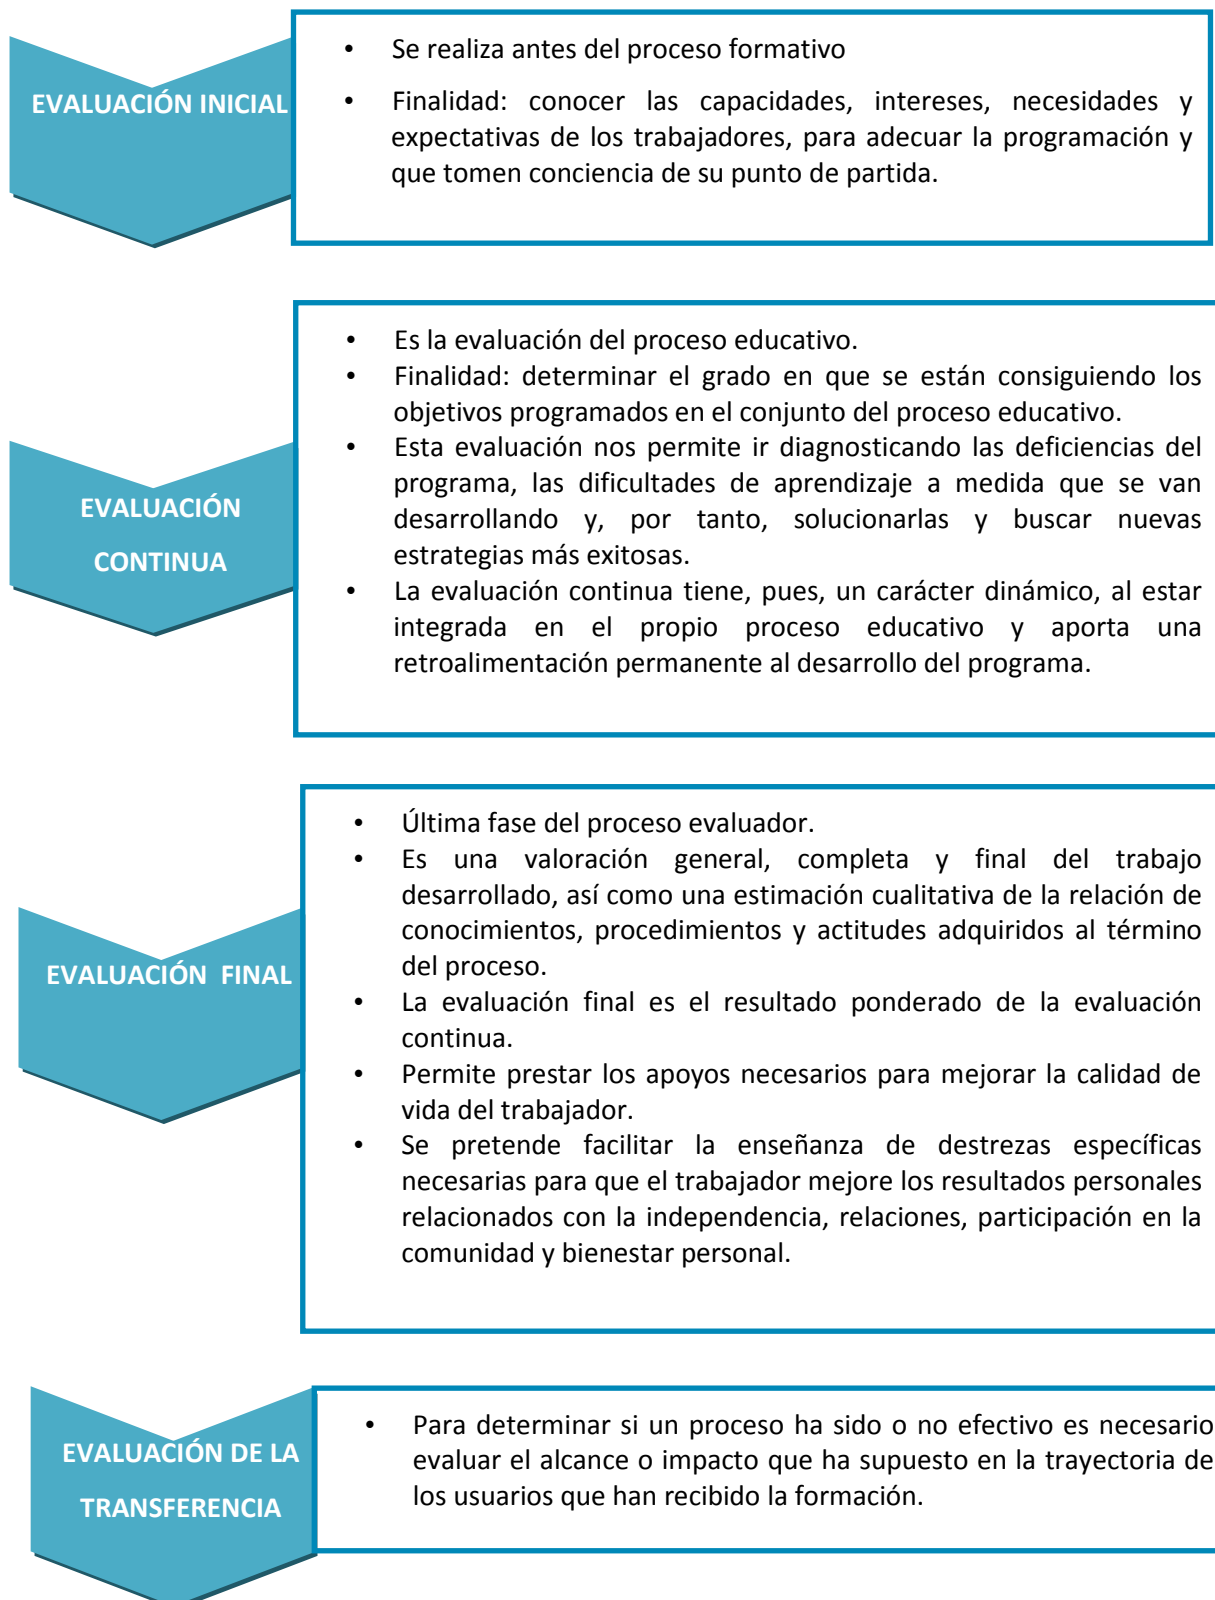 EVALUACIÓN INICIAL
• Se realiza antes del proceso formativo
• Finalidad: conocer las capacidades, intereses, necesidades y
expectativas de los trabajadores, para adecuar la programación y
que tomen conciencia de su punto de partida.
EVALUACIÓN
CONTINUA
• Es la evaluación del proceso educativo.
• Finalidad: determinar el grado en que se están consiguiendo los
objetivos programados en el conjunto del proceso educativo.
• Esta evaluación nos permite ir diagnosticando las deficiencias del
programa, las dificultades de aprendizaje a medida que se van
desarrollando y, por tanto, solucionarlas y buscar nuevas
estrategias más exitosas.
• La evaluación continua tiene, pues, un carácter dinámico, al estar
integrada en el propio proceso educativo y aporta una
retroalimentación permanente al desarrollo del programa.
EVALUACIÓN FINAL
• Última fase del proceso evaluador.
• Es una valoración general, completa y final del trabajo
desarrollado, así como una estimación cualitativa de la relación de
conocimientos, procedimientos y actitudes adquiridos al término
del proceso.
• La evaluación final es el resultado ponderado de la evaluación
continua.
• Permite prestar los apoyos necesarios para mejorar la calidad de
vida del trabajador.
• Se pretende facilitar la enseñanza de destrezas específicas
necesarias para que el trabajador mejore los resultados personales
relacionados con la independencia, relaciones, participación en la
comunidad y bienestar personal.
EVALUACIÓN DE LA
TRANSFERENCIA
• Para determinar si un proceso ha sido o no efectivo es necesario
evaluar el alcance o impacto que ha supuesto en la trayectoria de
los usuarios que han recibido la formación.